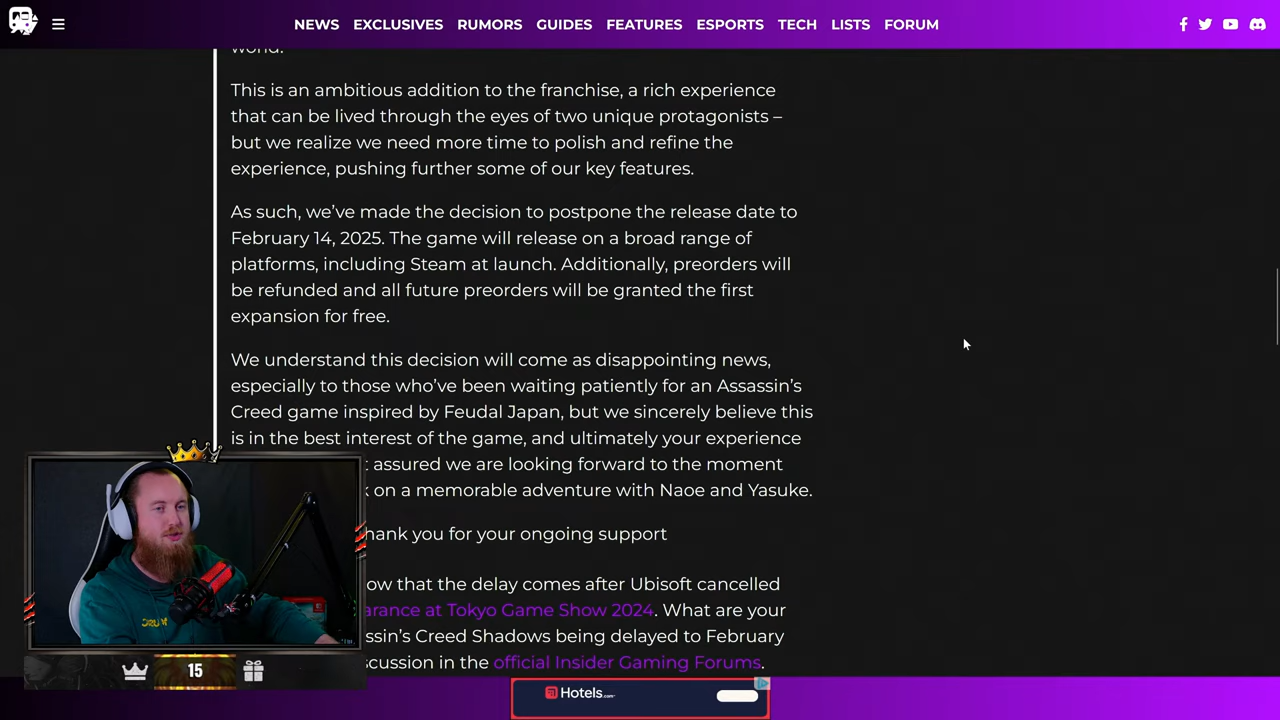 NEWS EXCLUSIVES RUMORS GUIDES FEATURES ESPORTS TECH LISTS FORUM
world.
This is an ambitious addition to the franchise, a rich experience
that can be lived through the eyes of two unique protagonists –
but we realize we need more time to polish and refine the
experience, pushing further some of our key features.
As such, we've made the decision to postpone the release date to
February 14, 2025. The game will release on a broad range of
platforms, including Steam at launch. Additionally, preorders will
be refunded and all future preorders will be granted the first
expansion for free.
We understand this decision will come as disappointing news,
especially to those who've been waiting patiently for an Assassin's
Creed game inspired by Feudal Japan, but we sincerely believe this
is in the best interest of the game, and ultimately your experience
assured we are looking forward to the moment
on a memorable adventure with Naoe and Yasuke.
hank you for your ongoing support
ow that the delay comes after Ubisoft cancelled
arance at Tokyo Game Show 2024. What are your
ssin's Creed Shadows being delayed to February
scussion in the official Insider Gaming Forums.
15
Hotels.com